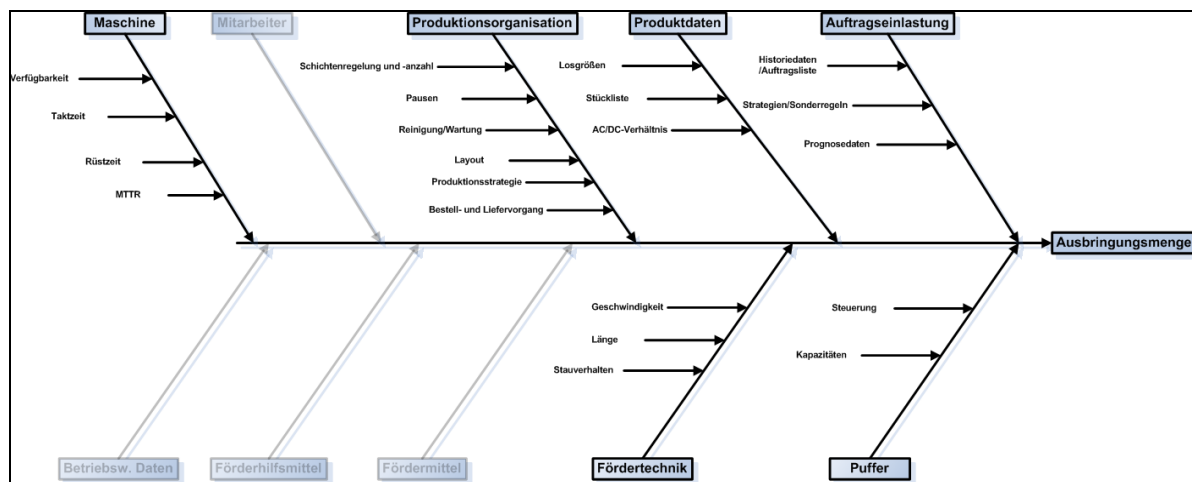 Maschine
Mitarbeiter
Produktionsorganisation
Produktdaten
Auftragseinlastung
Verfügbarkeit
Taktzeit
Rüstzeit
MTTR
Schichtenregelung und -anzahl
Pausen
Reinigung/Wartung
Layout
Produktionsstrategie
Bestell- und Liefervorgang
Losgrößen
Stückliste
AC/DC-Verhältnis
Historiedaten
/Auftragsliste
Strategien/Sonderregeln
Prognosedaten
Ausbringungsmenge
Geschwindigkeit
Länge
Stauverhalten
Steuerung
Kapazitäten
Betriebsw. Daten
Förderhilfsmittel
Fördermittel
Fördertechnik
Puffer